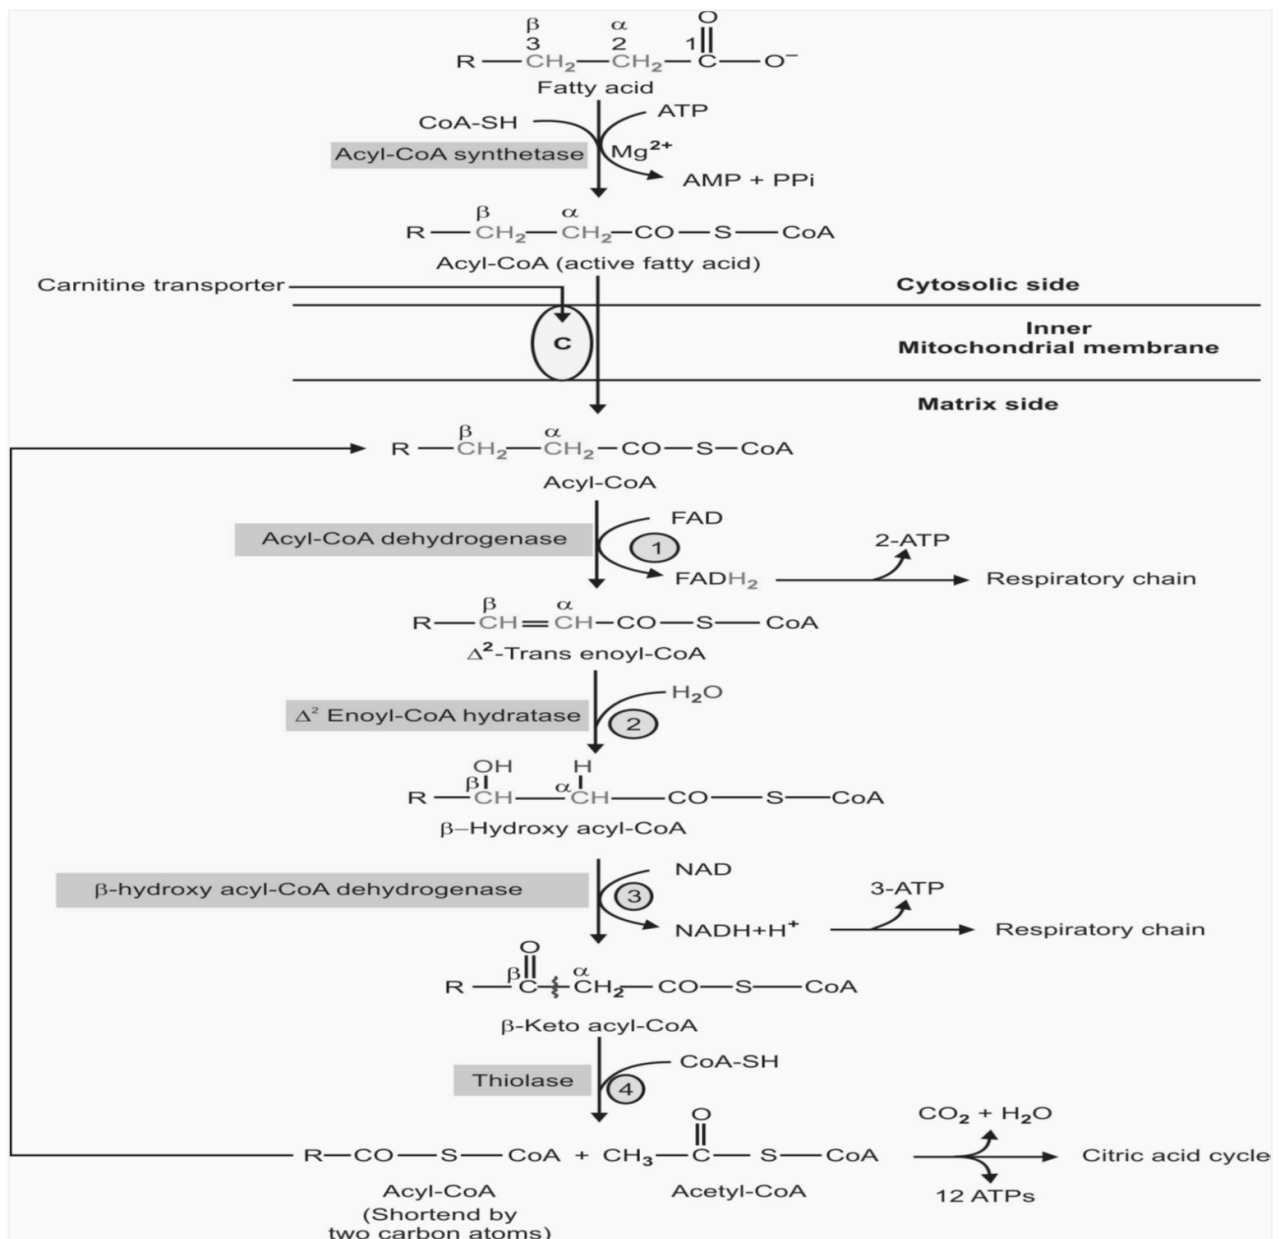 O
β α
3 2 1
R—CH₂—CH₂—C—O⁻
Fatty acid
ATP
CoA-SH
Acyl-CoA synthetase
Mg²⁺
AMP + PPi
β α
R—CH₂—CH₂—CO—S—CoA
Acyl-CoA (active fatty acid)
Carnitine transporter
Cytosolic side
C
Inner
Mitochondrial membrane
Matrix side
β α
R—CH₂—CH₂—CO—S—CoA
Acyl-CoA
FAD
Acyl-CoA dehydrogenase
1
2-ATP
FADH₂
Respiratory chain
β α
R—CH=CH—CO—S—CoA
Δ²-Trans enoyl-CoA
H₂O
Δ² Enoyl-CoA hydratase
2
OH H
β α
R—CH—CH—CO—S—CoA
β–Hydroxy acyl-CoA
NAD
β-hydroxy acyl-CoA dehydrogenase
3
3-ATP
NADH+H⁺
Respiratory chain
O
β α
R—C—CH₂—CO—S—CoA
β-Keto acyl-CoA
CoA-SH
Thiolase
4
O
CO₂ + H₂O
R—CO—S—CoA + CH₃—C—S—CoA
Citric acid cycle
Acyl-CoA
Acetyl-CoA
12 ATPs
(Shortend by
two carbon atoms)